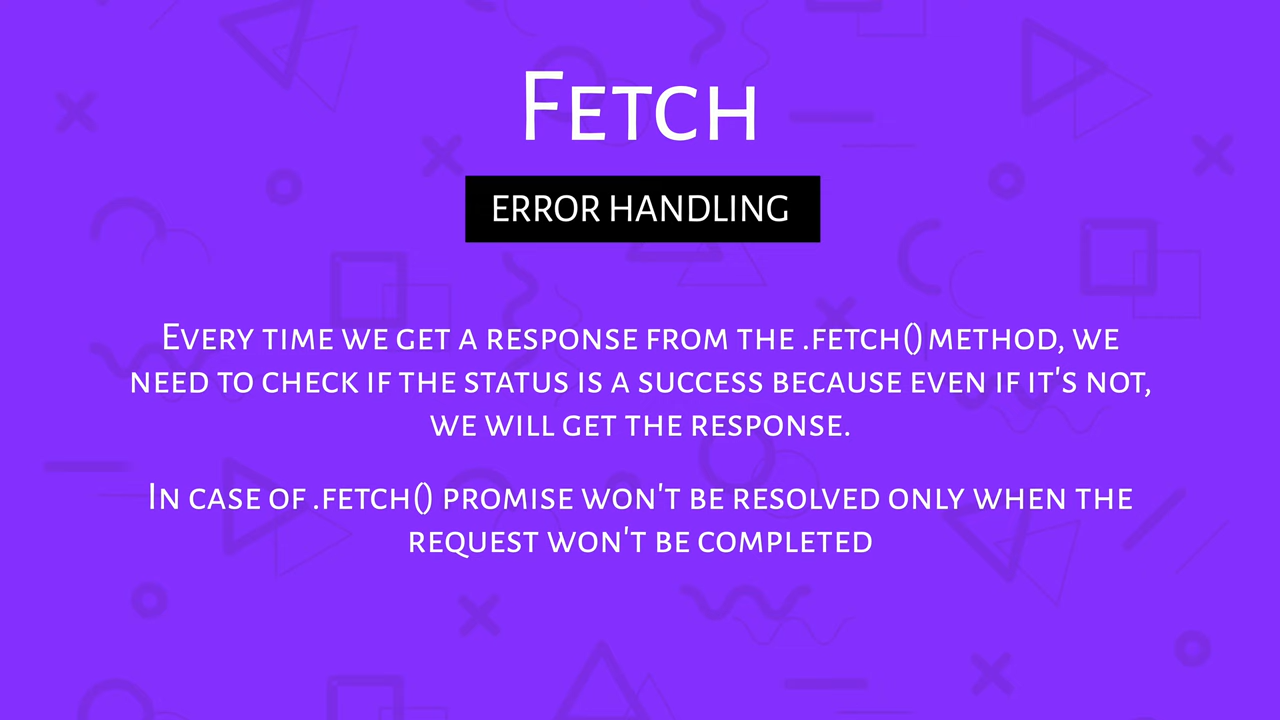 Fetch
ERROR HANDLING
Every time we get a response from the .fetch() method, we
need to check if the status is a success because even if it's not,
we will get the response.
In case of .fetch() promise won't be resolved only when the
request won't be completed